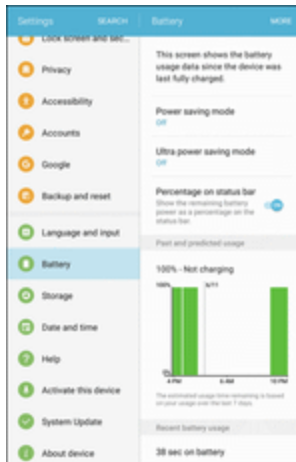 Settings
SEARCH
Battery
MORE
Lock screen and sec...
Privacy
Accessibility
Accounts
Google
Backup and reset
Language and input
Battery
Storage
Date and time
Help
Activate this device
System Update
About device
This screen shows the battery
usage data since the device was
last fully charged.
Power saving mode
Off
Ultra power saving mode
Off
Percentage on status bar
Show the remaining battery
power as a percentage on the
status bar.
Past and predicted usage
100% - Not charging
100%
6/11
0%
4 PM
6 AM
10 PM
The estimated usage time remaining is based
on your usage over the last 7 days.
Recent battery usage
38 sec on battery